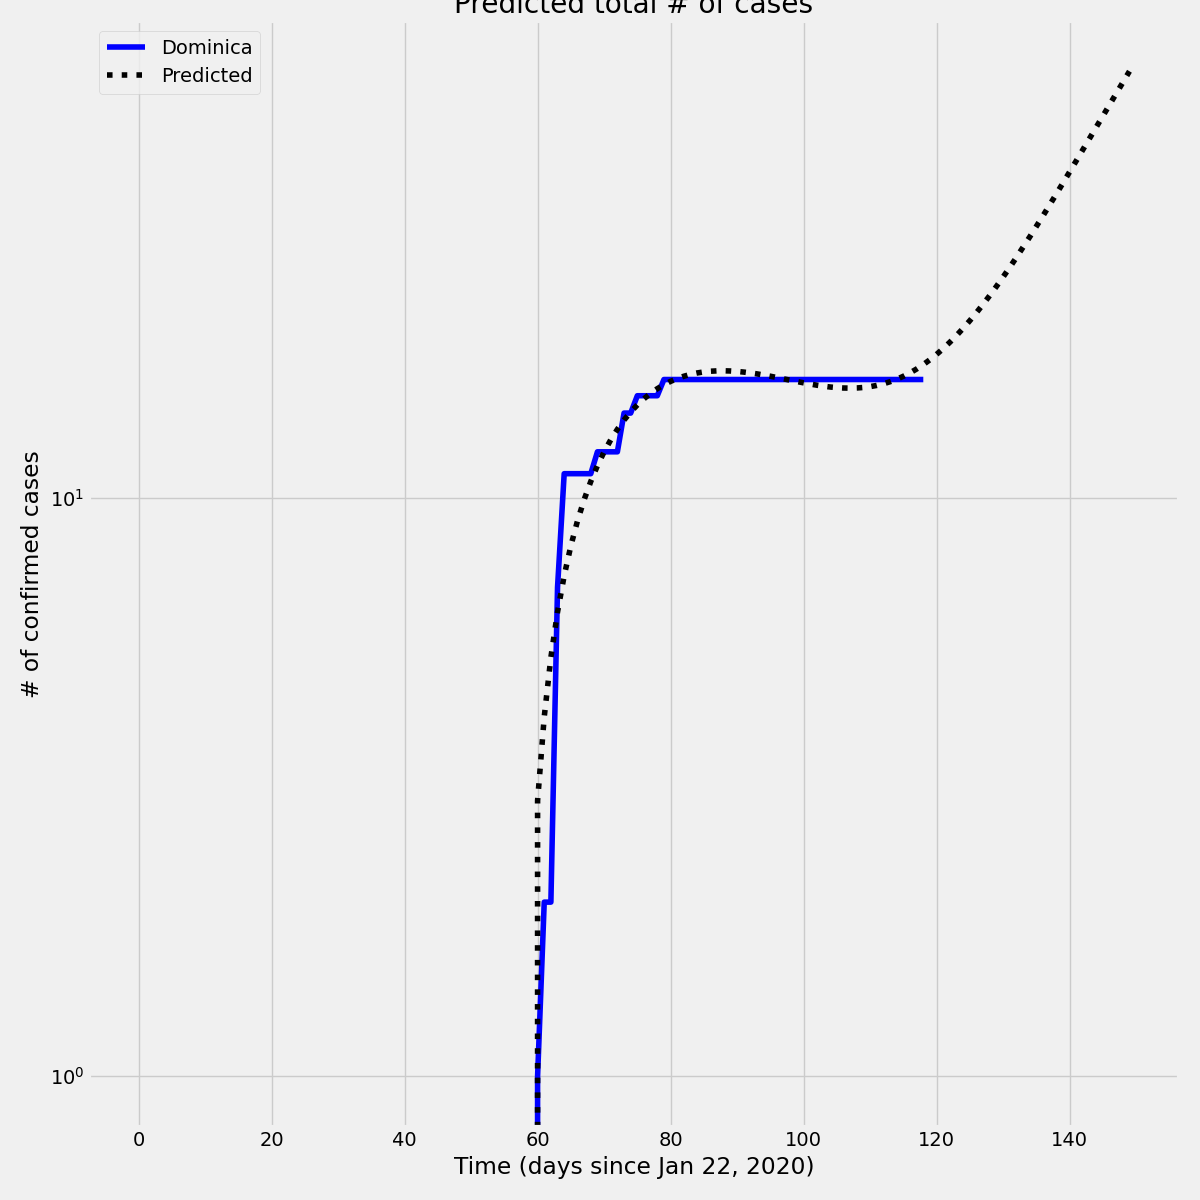 Predicted total # of cases
Dominica
Predicted
# of confirmed cases
10¹
10⁰
0 20 40 60 80 100 120 140
Time (days since Jan 22, 2020)